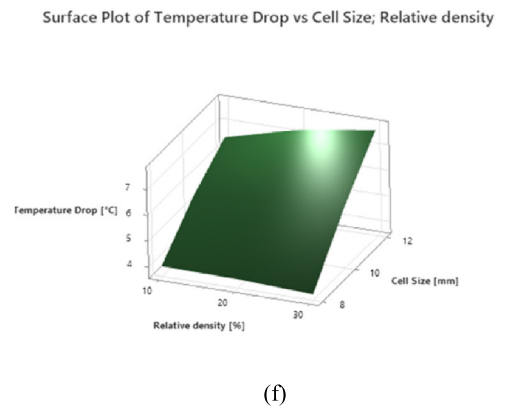 Surface Plot of Temperature Drop vs Cell Size; Relative density
7
Temperature Drop [°C]
6
5
4
10
20
30
8
10
12
Cell Size [mm]
Relative density [%]
(f)